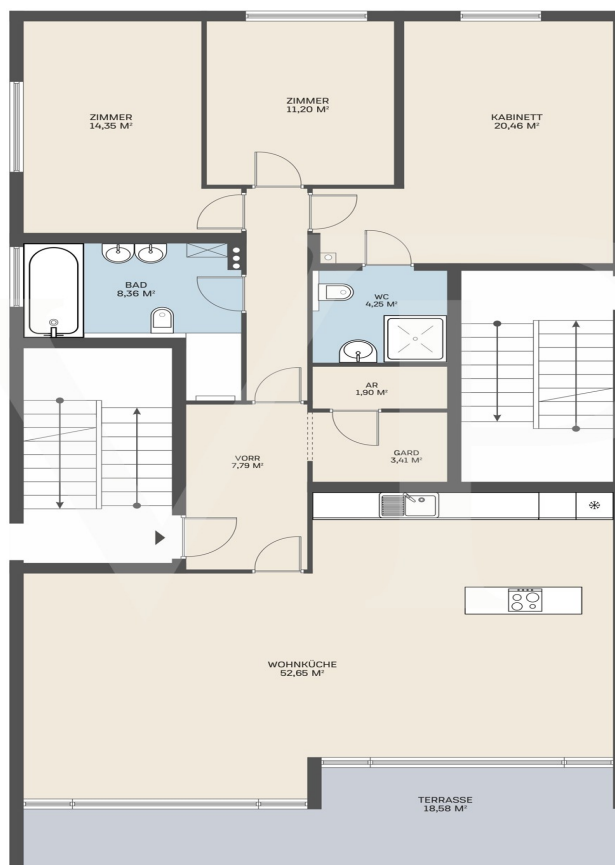 ZIMMER
14,35 M²
ZIMMER
11,20 M²
KABINETT
20,46 M²
BAD
8,36 M²
WC
4,25 M²
AR
1,90 M²
GARD
3,41 M²
VORR
7,79 M²
WOHNKÜCHE
52,65 M²
TERRASSE
18,58 M²